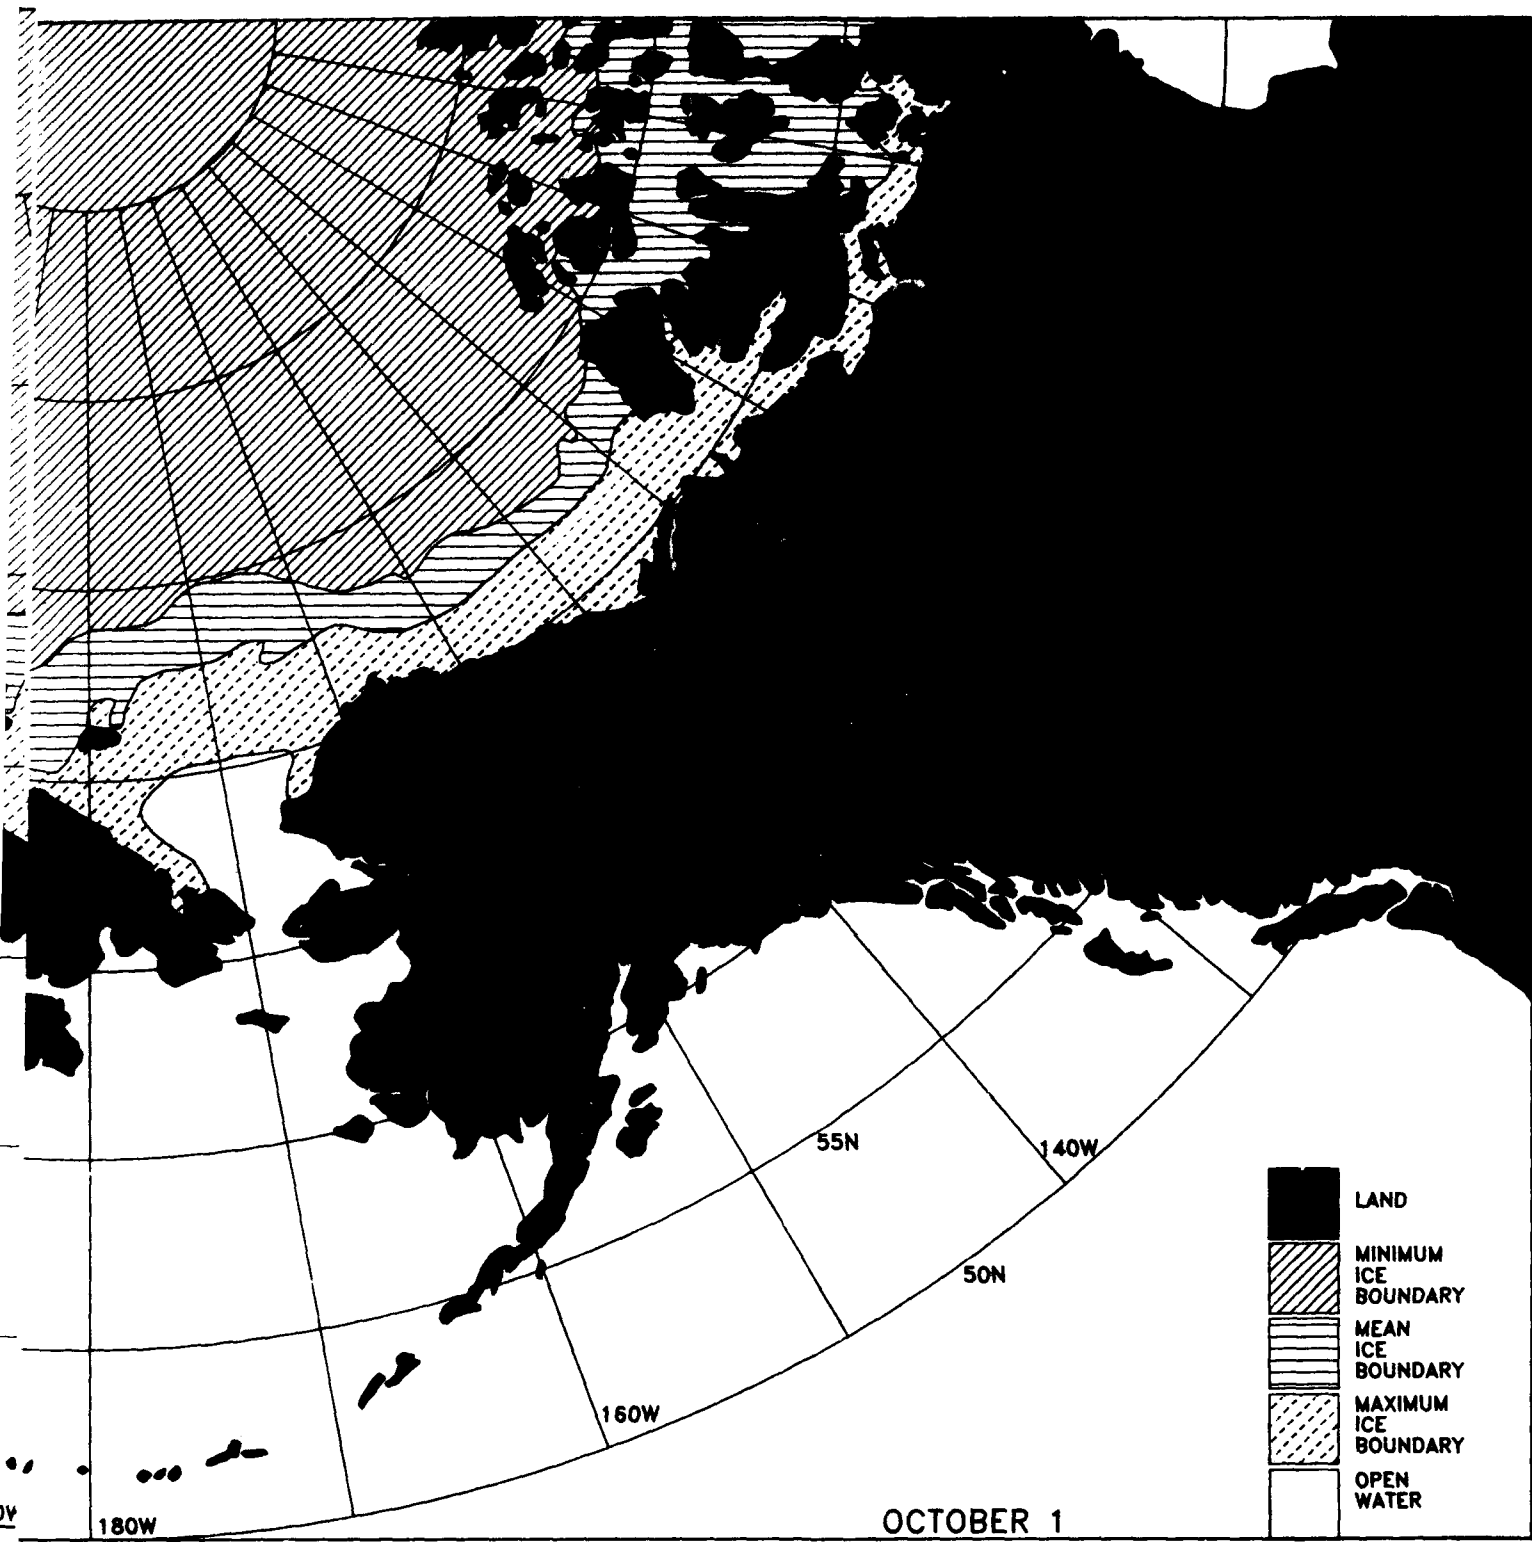 55N
140W
50N
160W
180W
OCTOBER 1
LAND
MINIMUM
ICE
BOUNDARY
MEAN
ICE
BOUNDARY
MAXIMUM
ICE
BOUNDARY
OPEN
WATER